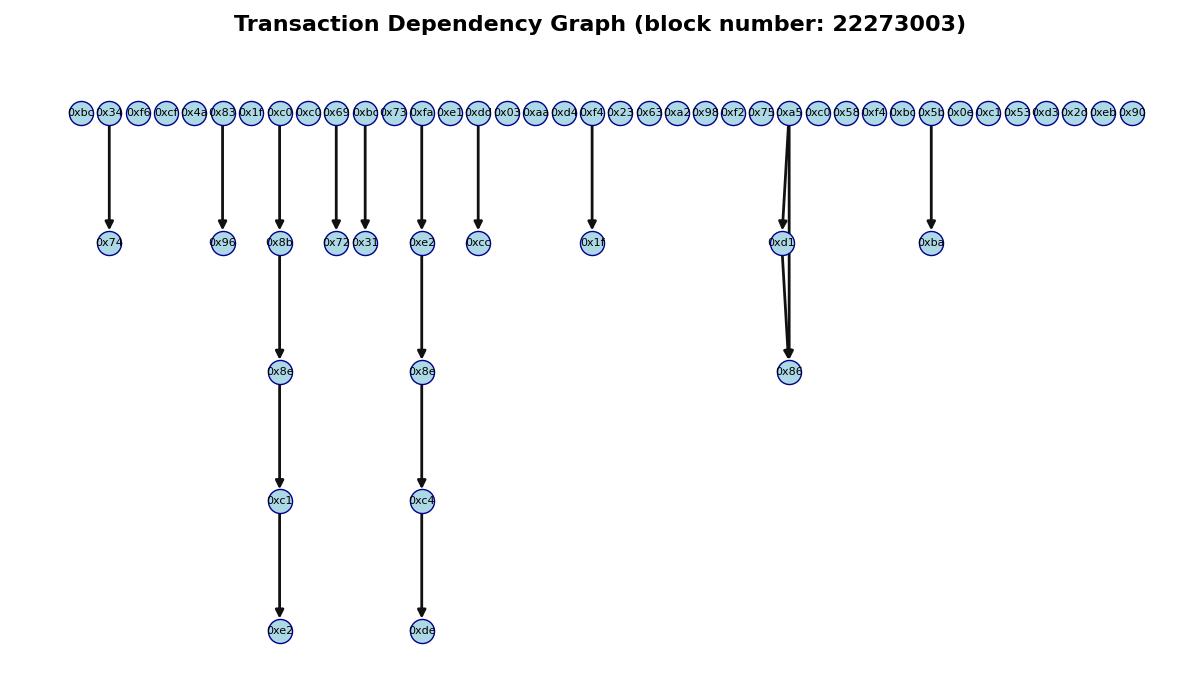 Transaction Dependency Graph (block number: 22273003)
0xbc 0x34 0xf6 0xcf 0x4a 0x83 0x1f 0xc0 0xc0 0x69 0xbc 0x73 0xfa 0xe1 0xdd 0x03 0xaa 0xd4 0xf4 0x23 0x63 0xa2 0x98 0xf2 0x75 0xa5 0xc0 0x58 0xf4 0xbc 0x5b 0x0e 0xc1 0x53 0xd3 0x2c 0xeb 0x90
0x74 0x96 0x8b 0x72 0x31 0xe2 0xcc 0x1f 0xd1 0xba
0x8e 0x8e 0x86
0xc1 0xc4
0xe2 0xde